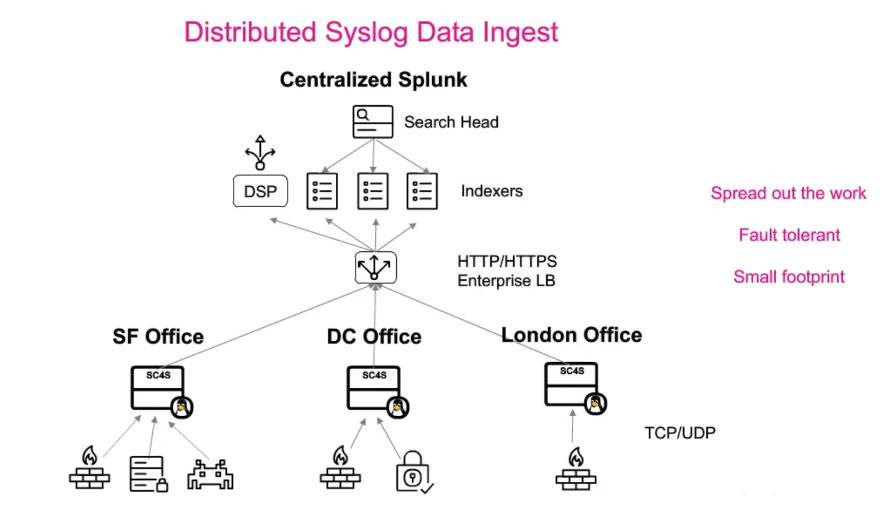 Distributed Syslog Data Ingest
Centralized Splunk
Search Head
DSP
Indexers
Spread out the work
Fault tolerant
Small footprint
HTTP/HTTPS
Enterprise LB
SF Office
DC Office
London Office
SC4S
SC4S
SC4S
TCP/UDP